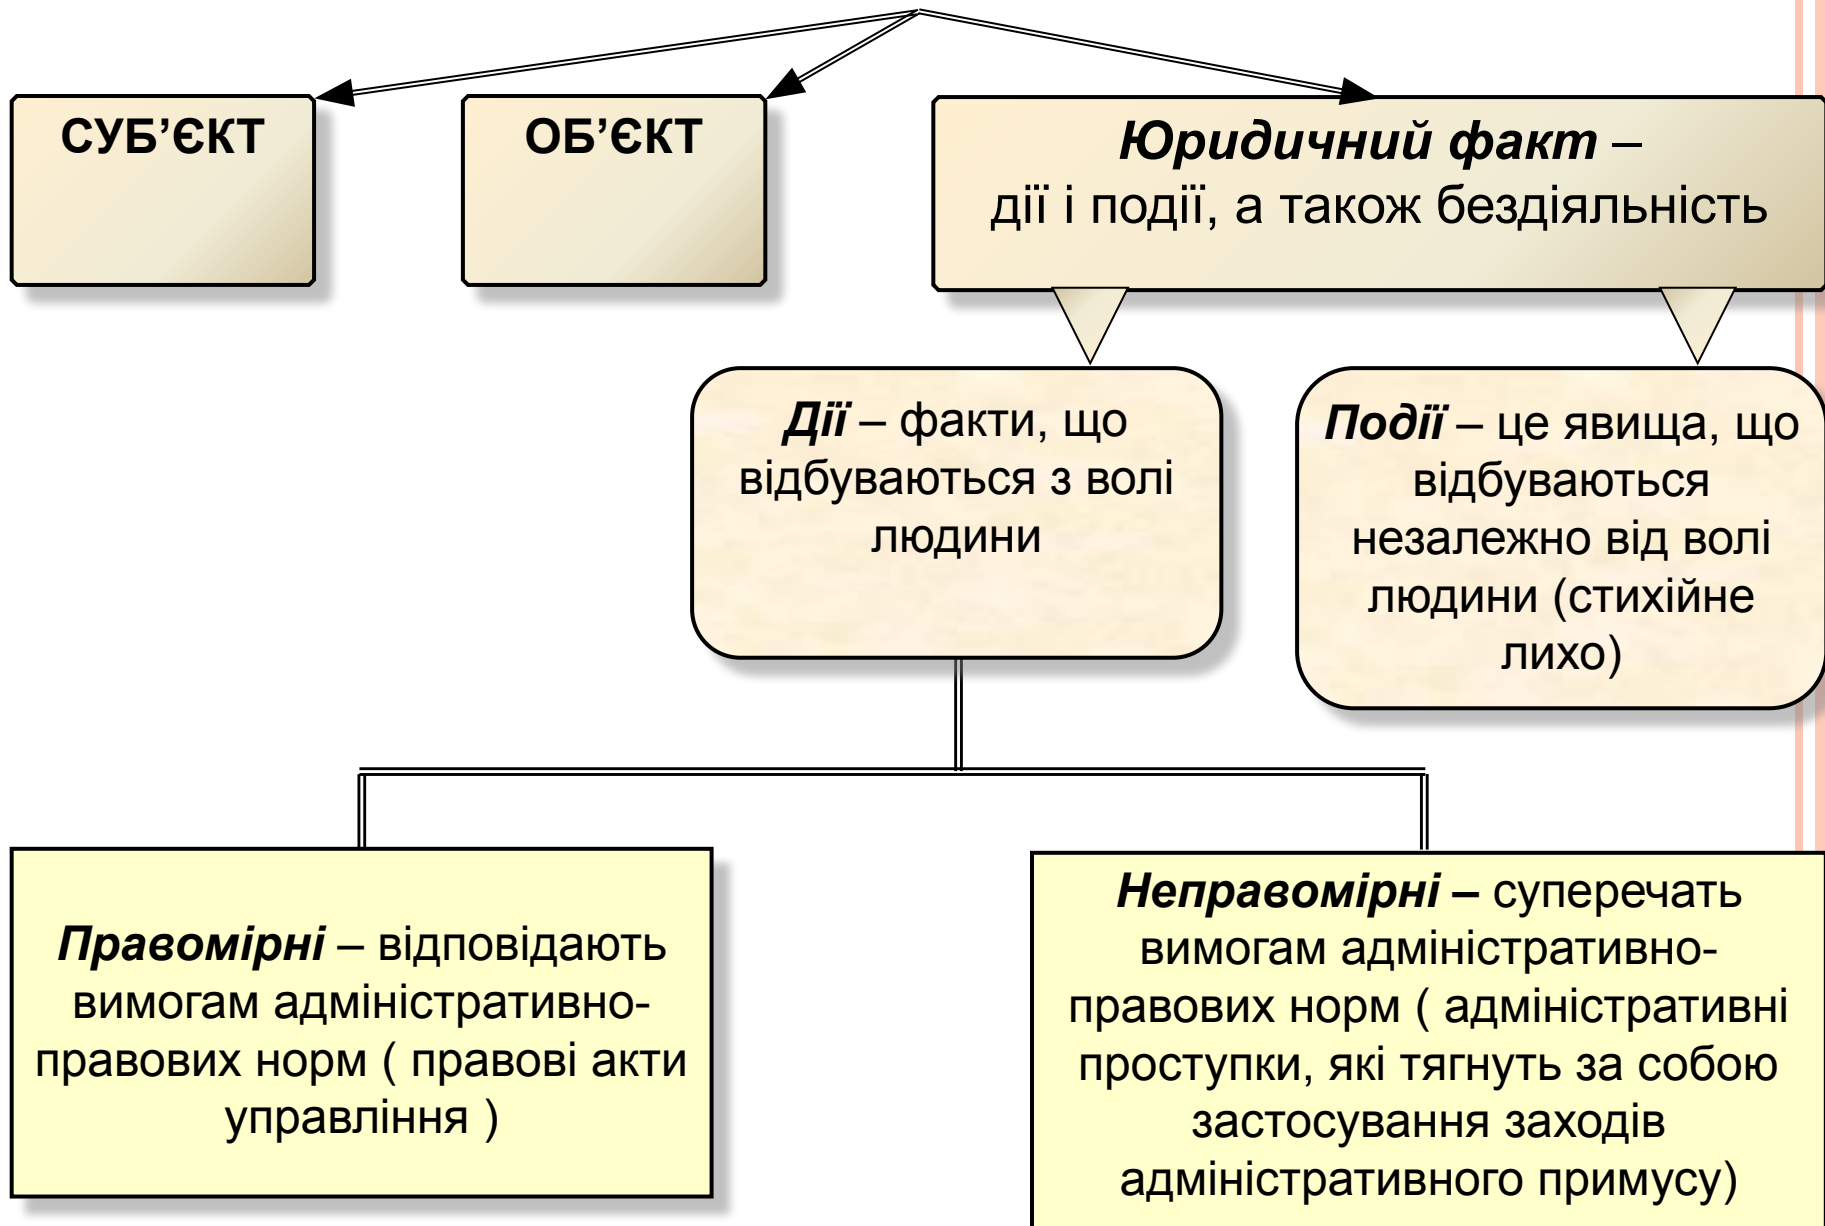 СУБ’ЄКТ
ОБ’ЄКТ
Юридичний факт –
дії і події, а також бездіяльність
Дії – факти, що
відбуваються з волі
людини
Події – це явища, що
відбуваються
незалежно від волі
людини (стихійне
лихо)
Правомірні – відповідають
вимогам адміністративно-
правових норм ( правові акти
управління )
Неправомірні – суперечать
вимогам адміністративно-
правових норм ( адміністративні
проступки, які тягнуть за собою
застосування заходів
адміністративного примусу)